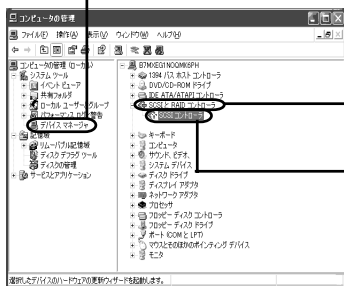 コンピュータの管理
ファイル(F) 操作(A) 表示(V) ウィンドウ(W) ヘルプ(H)
コンピュータの管理 (ローカル)
システム ツール
イベント ビューア
共有フォルダ
ローカル ユーザーとグループ
パフォーマンス ログと警告
デバイス マネージャ
記憶域
リムーバブル記憶域
ディスク デフラグ ツール
ディスクの管理
サービスとアプリケーション
1394 バス ホスト コントローラ
DVD/CD-ROM ドライブ
IDE ATA/ATAPI コントローラ
SCSI と RAID コントローラ
SCSI コントローラ
キーボード
コンピュータ
サウンド、ビデオ、
システム デバイス
ディスク ドライブ
ディスプレイ アダプタ
ネットワーク アダプタ
プロセッサ
フロッピー ディスク コントローラ
フロッピー ディスク ドライブ
ポート (COM と LPT)
マウスとそのほかのポインティング デバイス
モニタ
選択したデバイスのハードウェアの更新ウィザードを起動します。